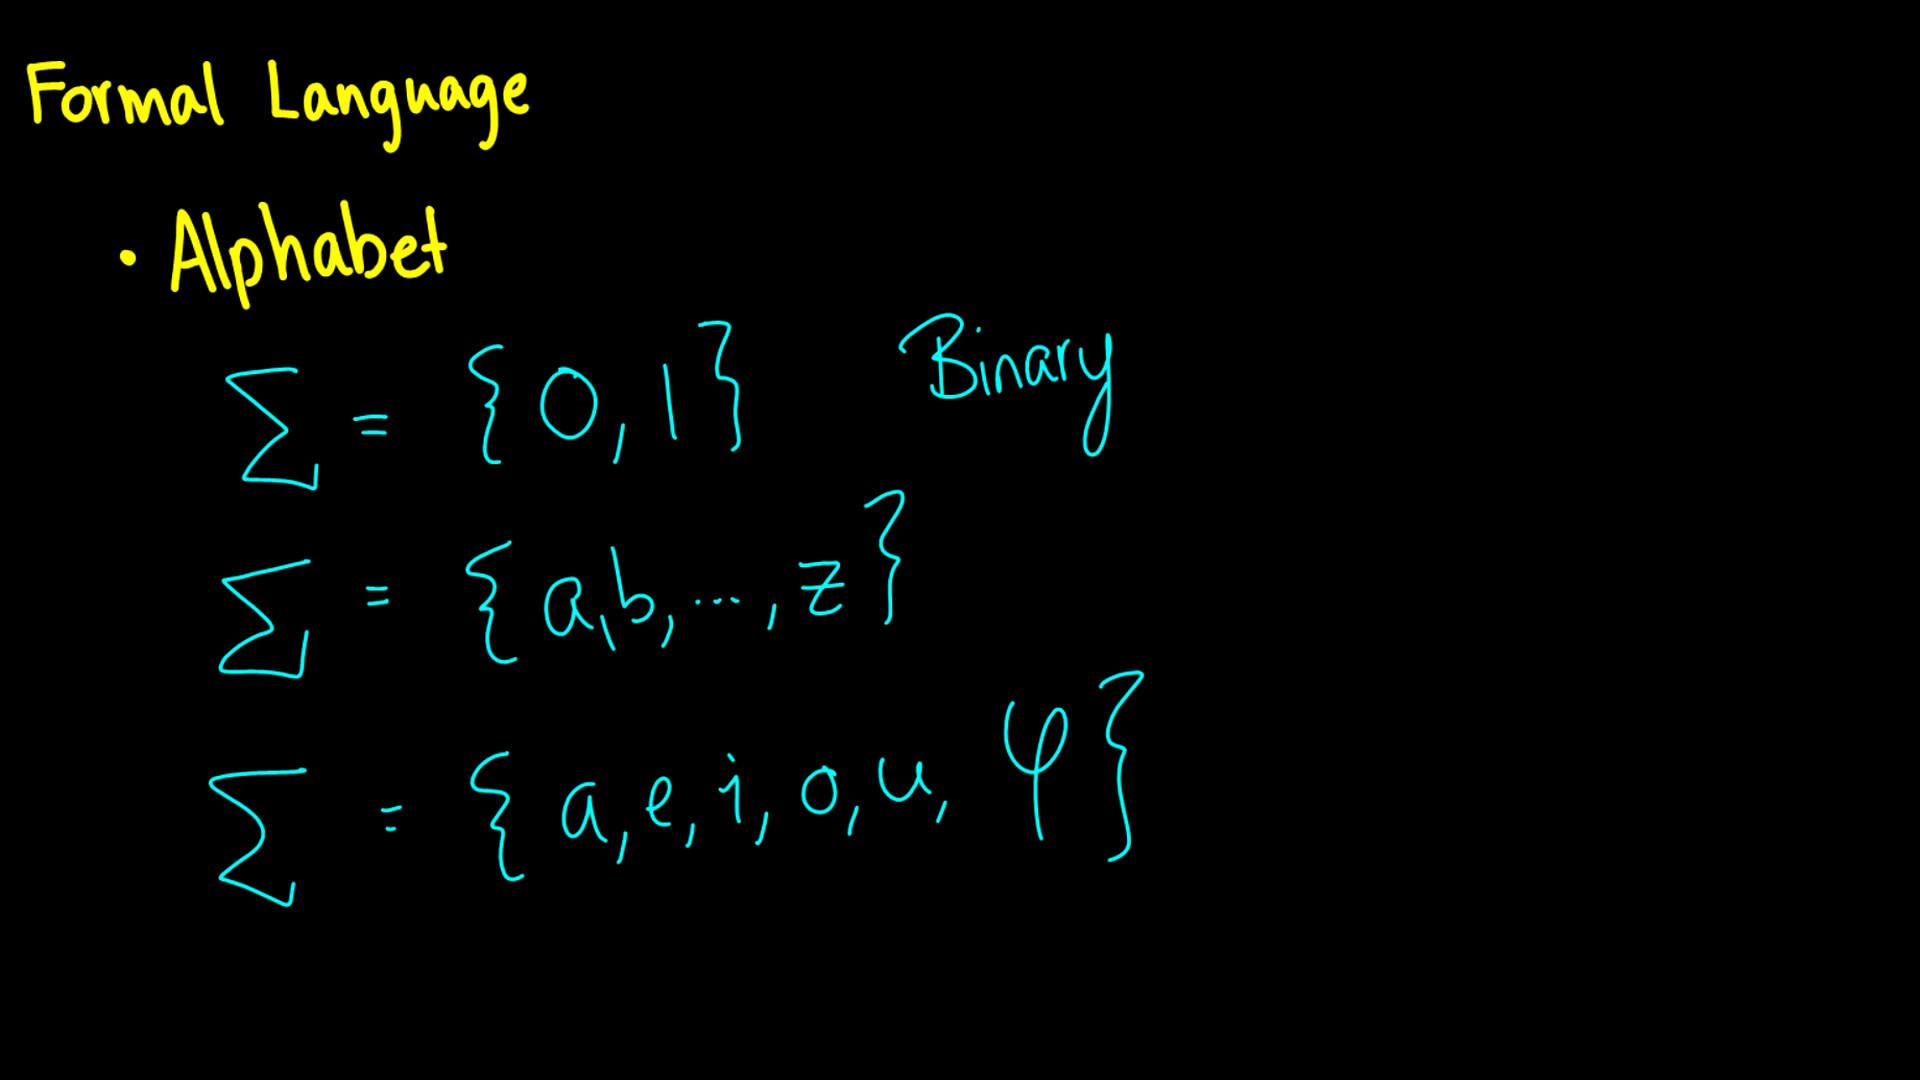 Formal Language
• Alphabet
Σ = {0, 1} Binary
Σ = {a, b, ..., z}
Σ = {a, e, i, o, u, φ}